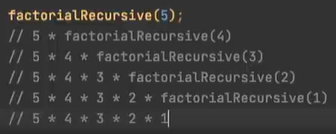 factorialRecursive(5);
// 5 * factorialRecursive(4)
// 5 * 4 * factorialRecursive(3)
// 5 * 4 * 3 * factorialRecursive(2)
// 5 * 4 * 3 * 2 * factorialRecursive(1)
// 5 * 4 * 3 * 2 * 1